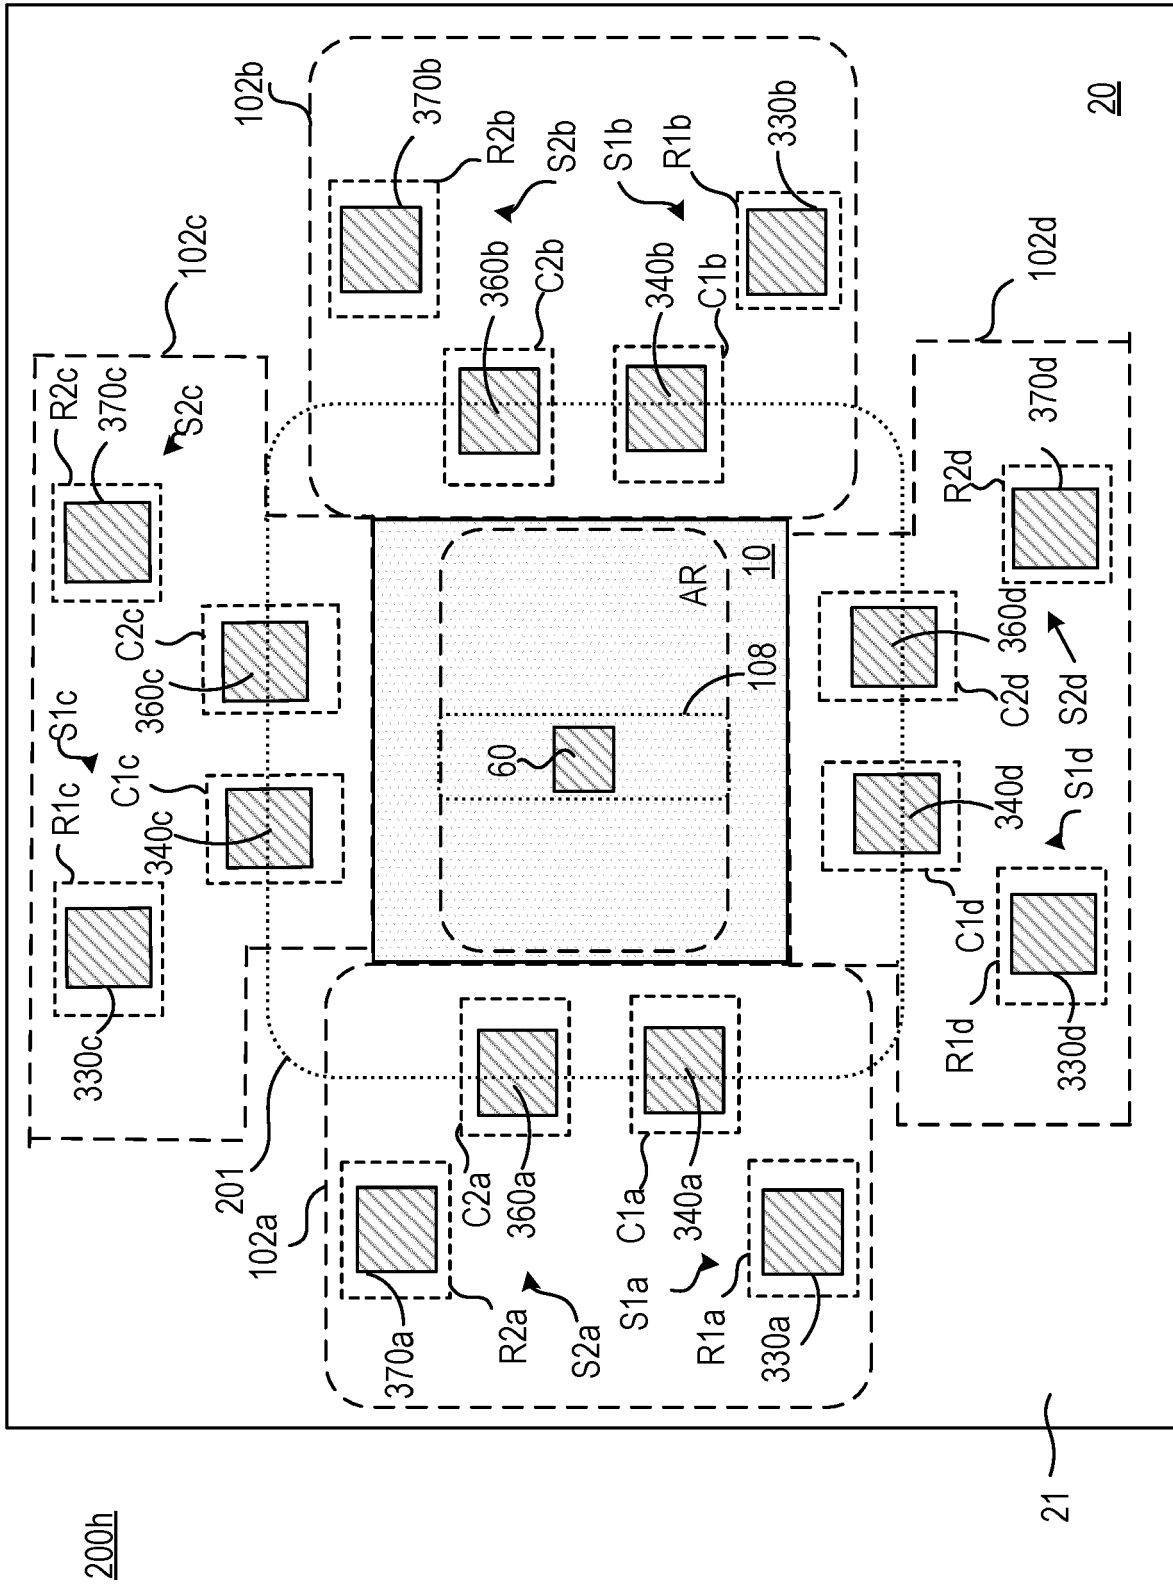 200h
R1c
S1c
R2c
330c
370c
C1c
C2c
340c
360c
S2c
102c
201
102a
102b
370a
370b
C2a
60
R2b
R2a
360a
360b
C2b
S2b
S2a
S1b
S1a
C1a
340b
R1b
340a
AR
R1a
C1b
108
10
330a
330b
R1d
C1d
R2d
C2d
340d
360d
102d
21
330d
370d
S1d
S2d
20